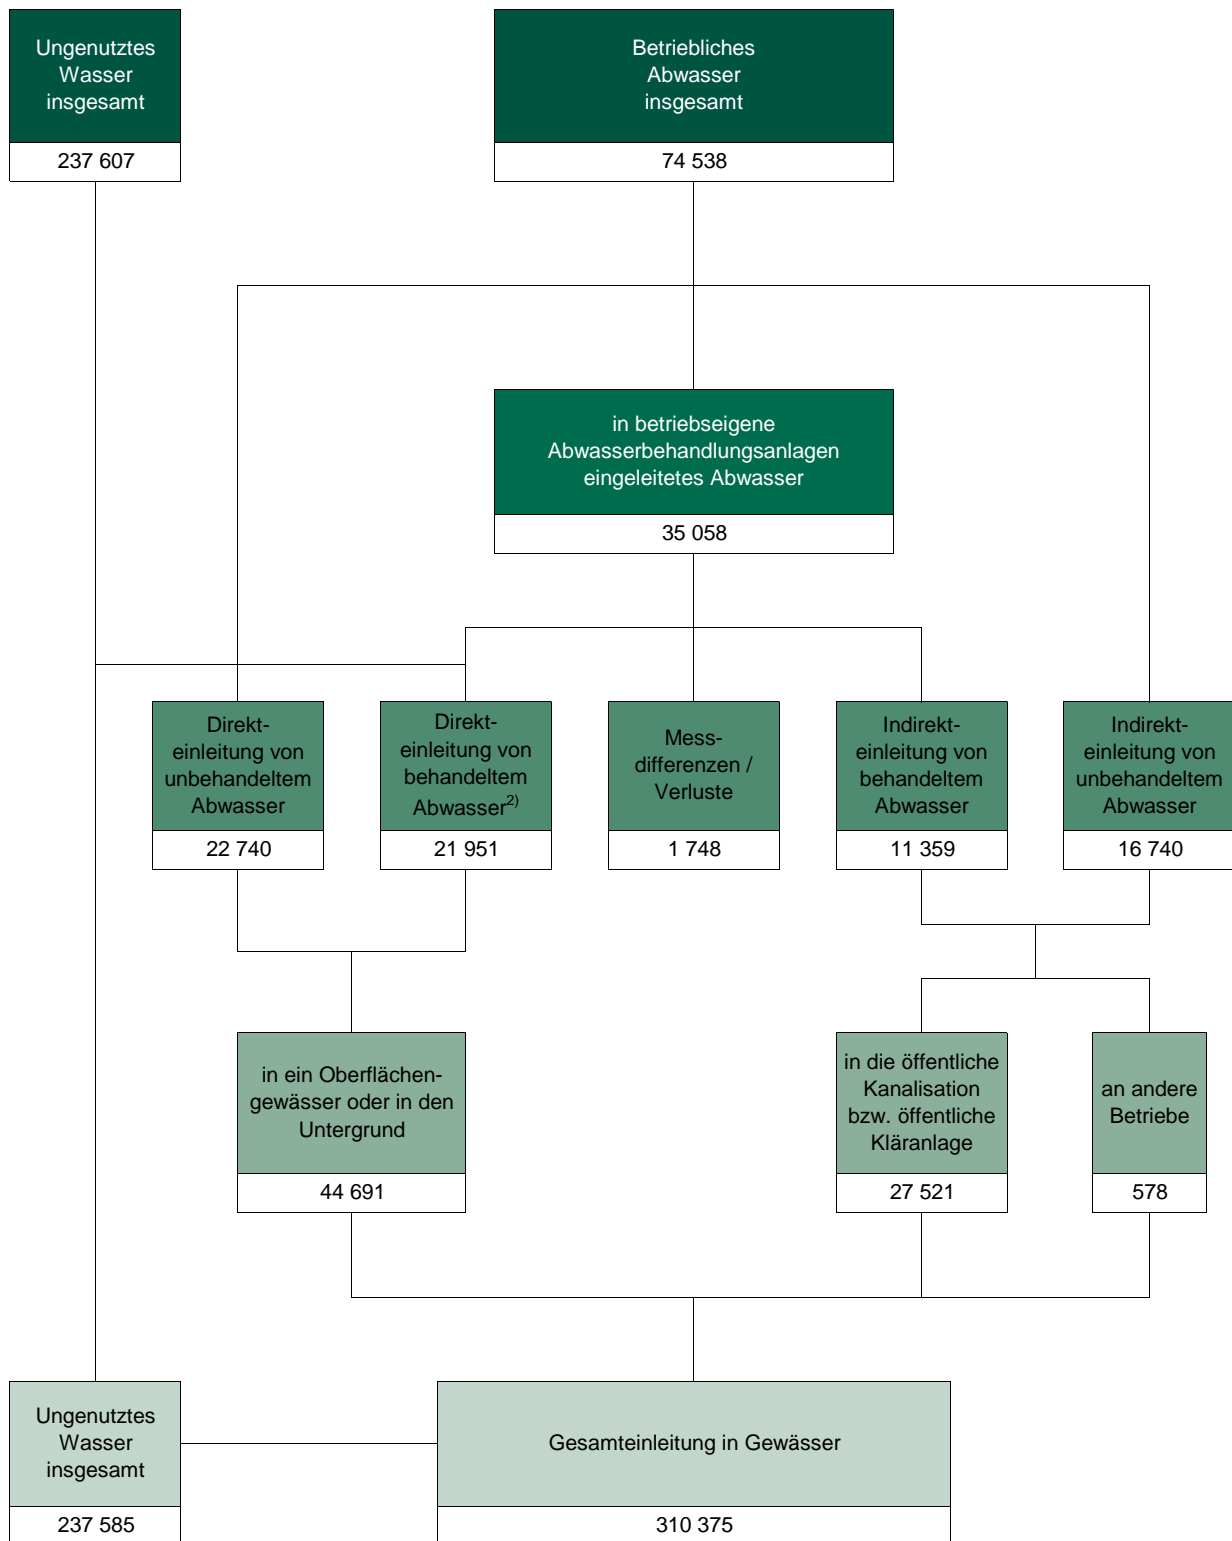 Ungenutztes
Wasser
insgesamt
237 607
Betriebliches
Abwasser
insgesamt
74 538
in betriebseigene
Abwasserbehandlungsanlagen
eingeleitetes Abwasser
35 058
Direkt-
einleitung von
unbehandeltem
Abwasser
22 740
Direkt-
einleitung von
behandeltem
Abwasser2)
21 951
Mess-
differenzen /
Verluste
1 748
Indirekt-
einleitung von
behandeltem
Abwasser
11 359
Indirekt-
einleitung von
unbehandeltem
Abwasser
16 740
in ein Oberflächen-
gewässer oder in den
Untergrund
44 691
in die öffentliche
Kanalisation
bzw. öffentliche
Kläranlage
27 521
an andere
Betriebe
578
Ungenutztes
Wasser
insgesamt
237 585
Gesamteinleitung in Gewässer
310 375